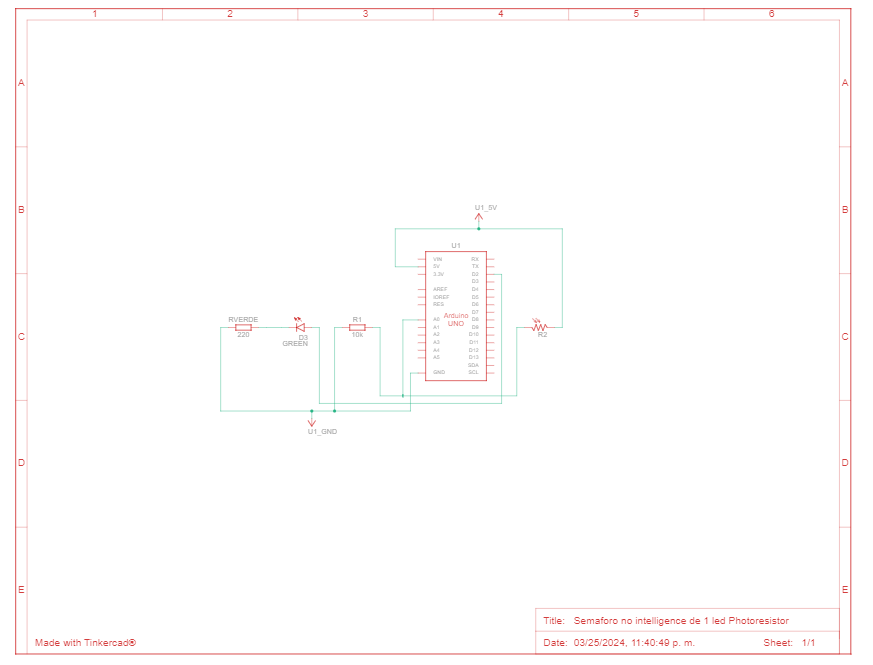 1 2 3 4 5 6
A A
B B
U1_5V
U1
VIN RX
5V TX
3.3V D2
D3
AREF D4
IOREF D5
RES D6
D7
A0 D8
A1 D9
A2 D10
A3 D11
A4 D12
A5 D13
SDA
GND SCL
Arduino
UNO
C C
RVERDE
220
D3
GREEN
R1
10k
R2
U1_GND
D D
E E
Title: Semaforo no intelligence de 1 led Photoresistor
Made with Tinkercad®
Date: 03/25/2024, 11:40:49 p. m. Sheet: 1/1